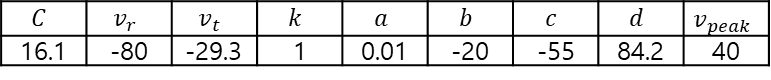 C v_r v_t k a b c d v_peak
16.1 -80 -29.3 1 0.01 -20 -55 84.2 40